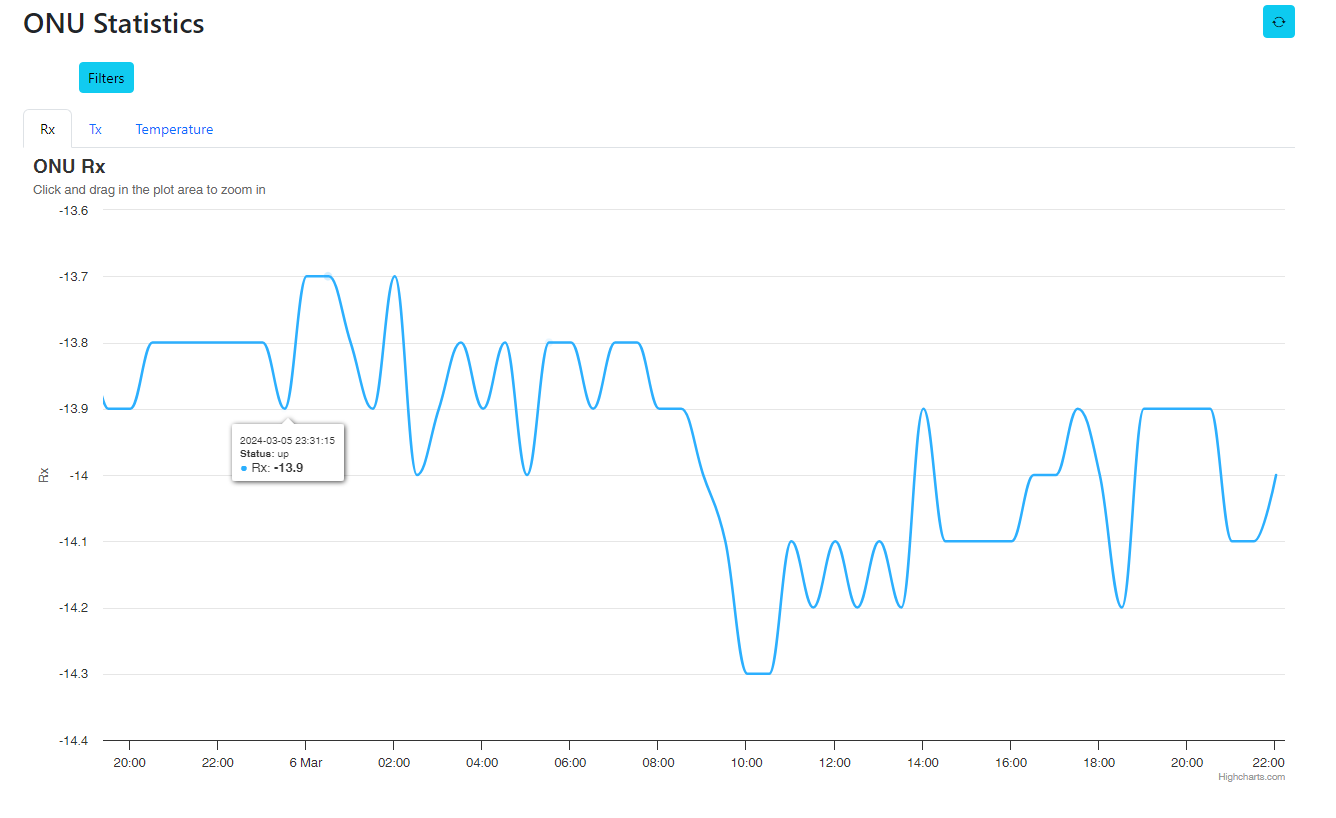 ONU Statistics
Filters
Rx Tx Temperature
ONU Rx
Click and drag in the plot area to zoom in
-13.6
-13.7
-13.8
-13.9
2024-03-05 23:31:15
Status: up
● Rx: -13.9
Rx
-14
-14.1
-14.2
-14.3
-14.4
20:00 22:00 6 Mar 02:00 04:00 06:00 08:00 10:00 12:00 14:00 16:00 18:00 20:00 22:00
Highcharts.com